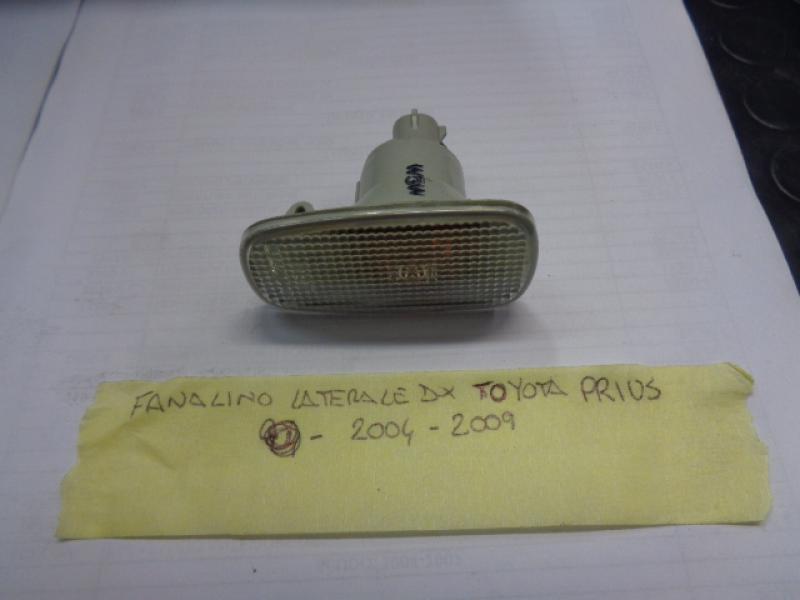 FANALINO LATERALE DX TOYOTA PRIUS
- 2004 - 2009